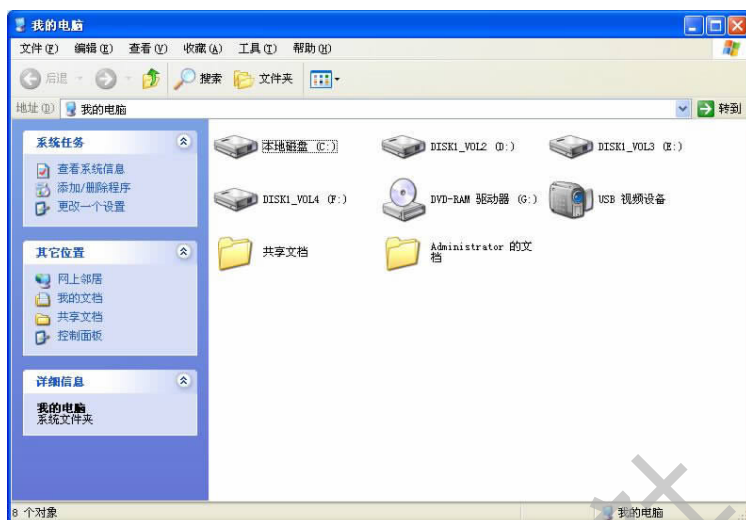 我的电脑
文件(F) 编辑(E) 查看(V) 收藏(A) 工具(T) 帮助(H)
后退 搜索 文件夹
地址(D) 我的电脑 转到
系统任务
查看系统信息
添加/删除程序
更改一个设置
其它位置
网上邻居
我的文档
共享文档
控制面板
详细信息
我的电脑
系统文件夹
本地磁盘 (C:) DISK1_VOL2 (D:) DISK1_VOL3 (E:)
DISK1_VOL4 (F:) DVD-RAM 驱动器 (G:) USB 视频设备
共享文档 Administrator 的文
档
8 个对象 我的电脑